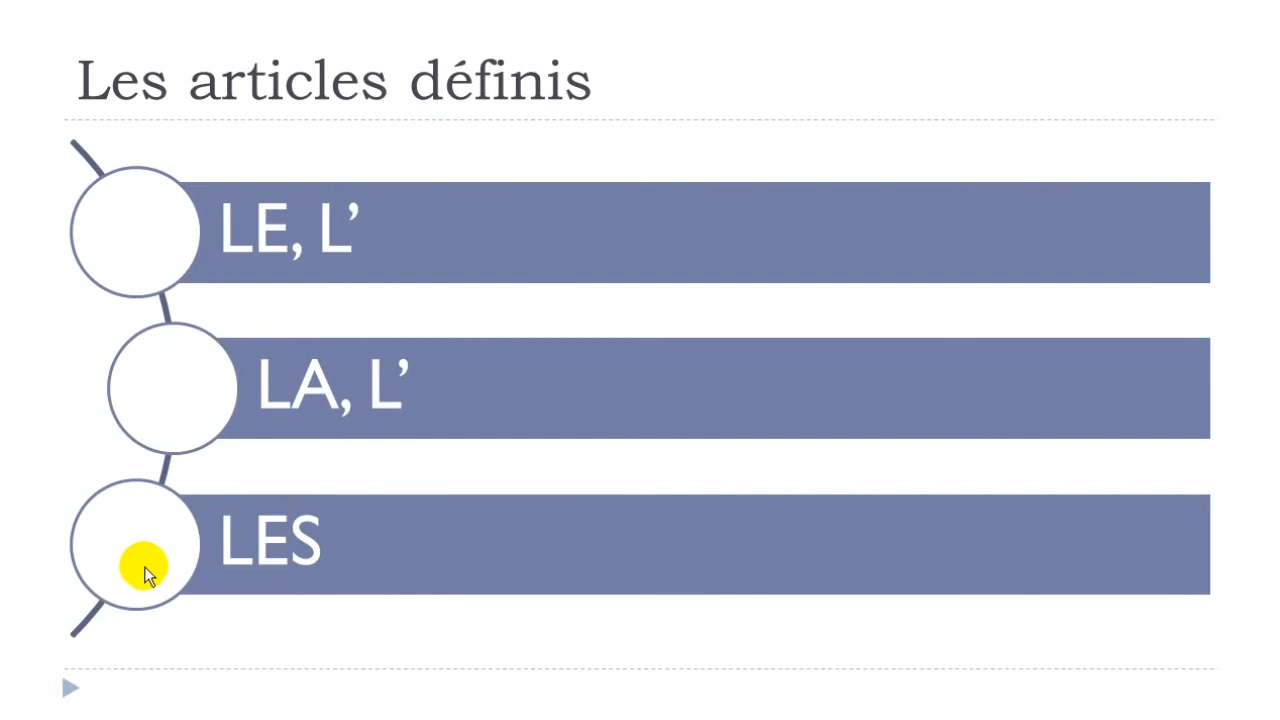 Les articles définis
LE, L’
LA, L’
LES